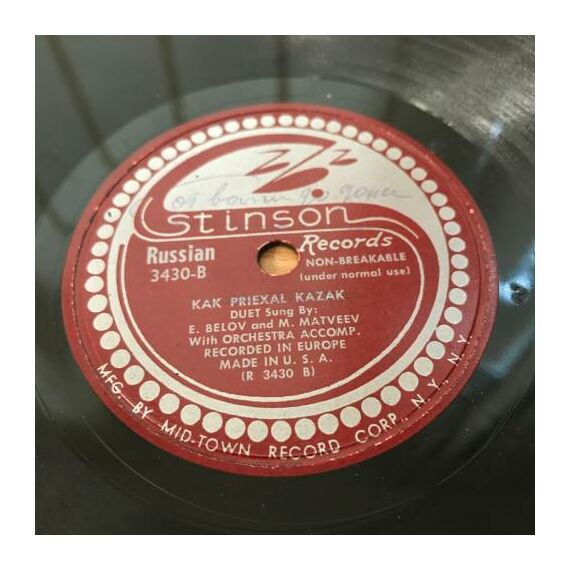 Stinson
Records
Russian
3430-B
NON-BREAKABLE
(under normal use)
KAK PRIEXAL KAZAK
DUET Sung By:
E. BELOV and M. MATVEEV
With ORCHESTRA ACCOMP.
RECORDED IN EUROPE
MADE IN U. S. A.
(R 3430 B)
MFG. BY MID-TOWN RECORD CORP. N.Y., N.Y.